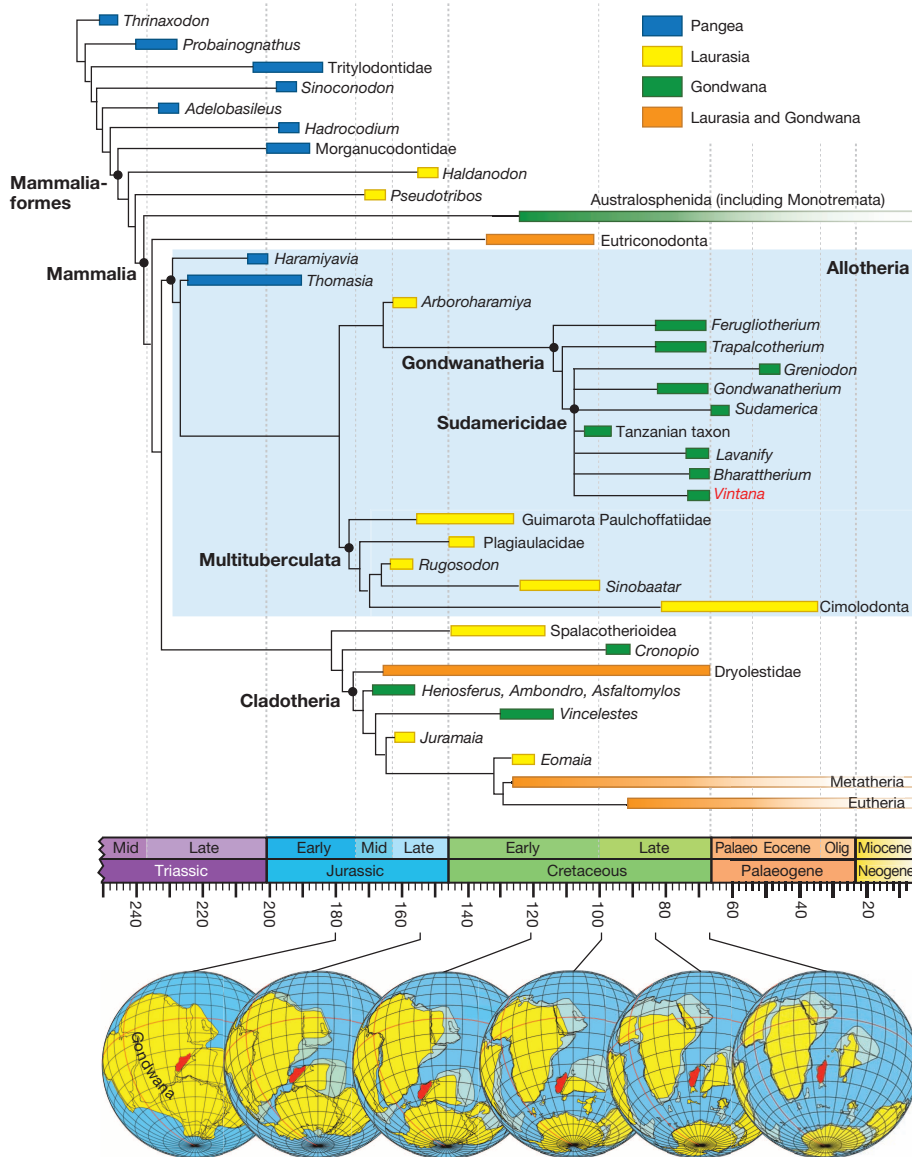 Thrinaxodon
Probainognathus
Tritylodontidae
Sinoconodon
Adelobasileus
Hadrocodium
Morganucodontidae
Mammalia-
formes
Haldanodon
Pseudotribos
Pangea
Laurasia
Gondwana
Laurasia and Gondwana
Australosphenida (including Monotremata)
Eutriconodonta
Mammalia
Haramiyavia
Allotheria
Thomasia
Arboroharamiya
Ferugliotherium
Trapalcotherium
Gondwanatheria
Greniodon
Gondwanatherium
Sudamerica
Sudamericidae
Tanzanian taxon
Lavanify
Bharattherium
Vintana
Guimarota Paulchoffatiidae
Plagiaulacidae
Multituberculata
Rugosodon
Sinobaatar
Cimolodonta
Spalacotherioidea
Cronopio
Dryolestidae
Cladotheria
Henosferus, Ambondro, Asfaltomylos
Vincelestes
Juramaia
Eomaia
Metatheria
Eutheria
Mid Late Early Mid Late Early Late Palaeo Eocene Olig Miocene
Triassic Jurassic Cretaceous Palaeogene Neogene
240 220 200 180 160 140 120 100 80 60 40 20
Gondwana